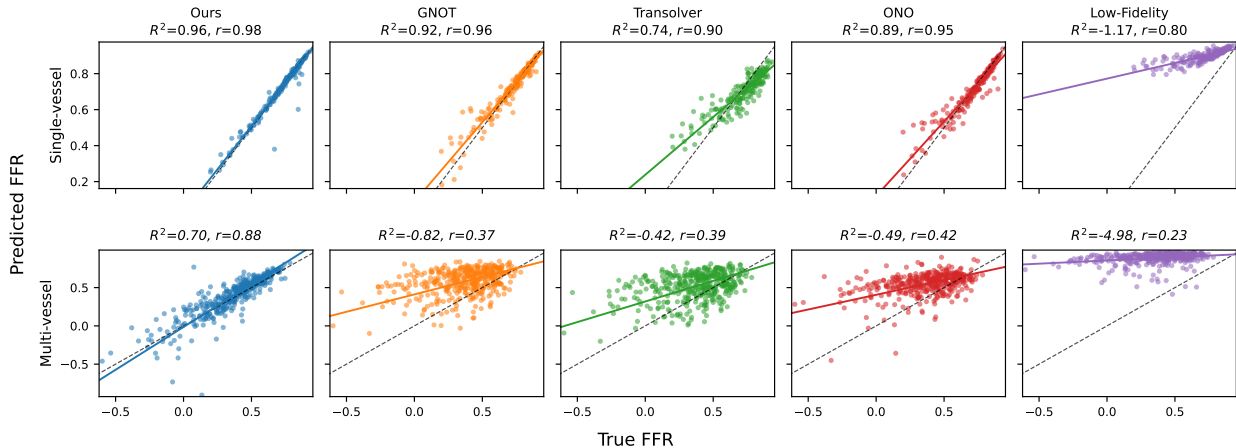 Ours
R²=0.96, r=0.98
GNOT
R²=0.92, r=0.96
Transolver
R²=0.74, r=0.90
ONO
R²=0.89, r=0.95
Low-Fidelity
R²=-1.17, r=0.80
Predicted FFR
Single-vessel
0.8
0.6
0.4
0.2
R²=0.70, r=0.88
R²=-0.82, r=0.37
R²=-0.42, r=0.39
R²=-0.49, r=0.42
R²=-4.98, r=0.23
Multi-vessel
0.5
0.0
−0.5
−0.5 0.0 0.5
−0.5 0.0 0.5
−0.5 0.0 0.5
−0.5 0.0 0.5
−0.5 0.0 0.5
True FFR